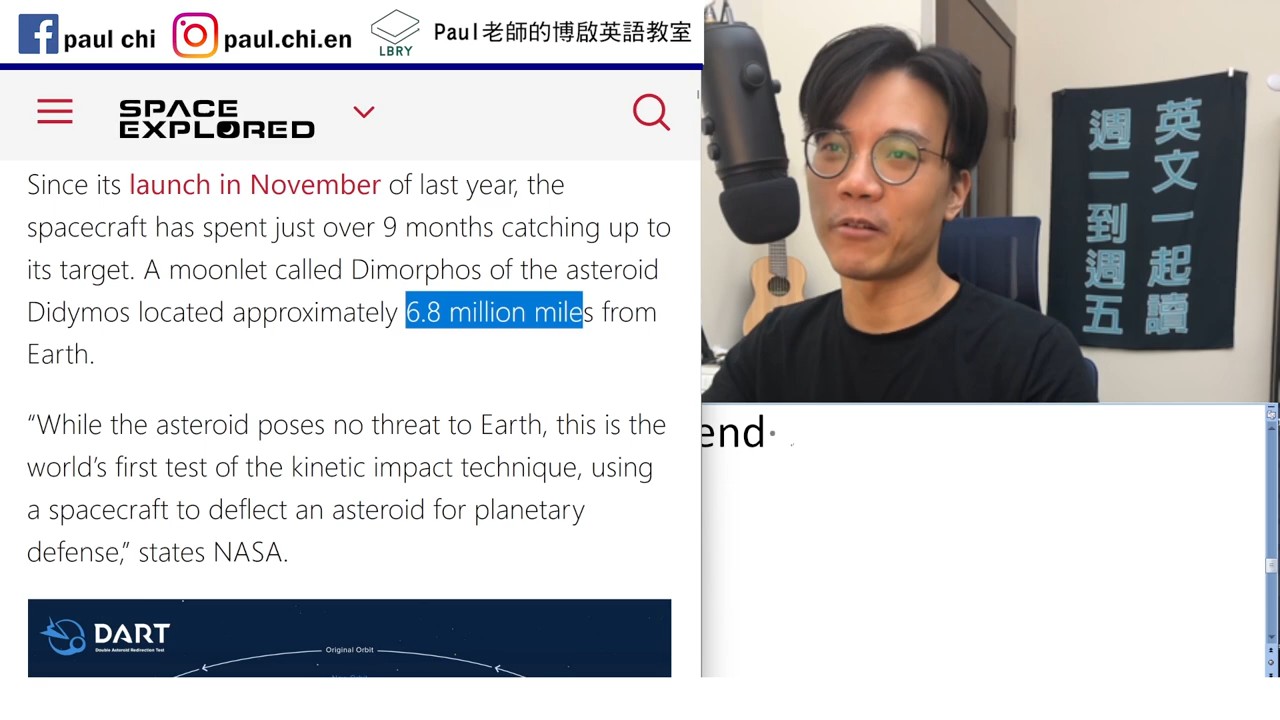 paul chi
paul.chi.en
LBRY
Paul老師的博啟英語教室
SPACE
EXPLORED
Since its launch in November of last year, the
spacecraft has spent just over 9 months catching up to
its target. A moonlet called Dimorphos of the asteroid
Didymos located approximately 6.8 million miles from
Earth.
“While the asteroid poses no threat to Earth, this is the
world’s first test of the kinetic impact technique, using
a spacecraft to deflect an asteroid for planetary
defense,” states NASA.
DART
Double Asteroid Redirection Test
Original Orbit
英文一起讀
週一到週五
end